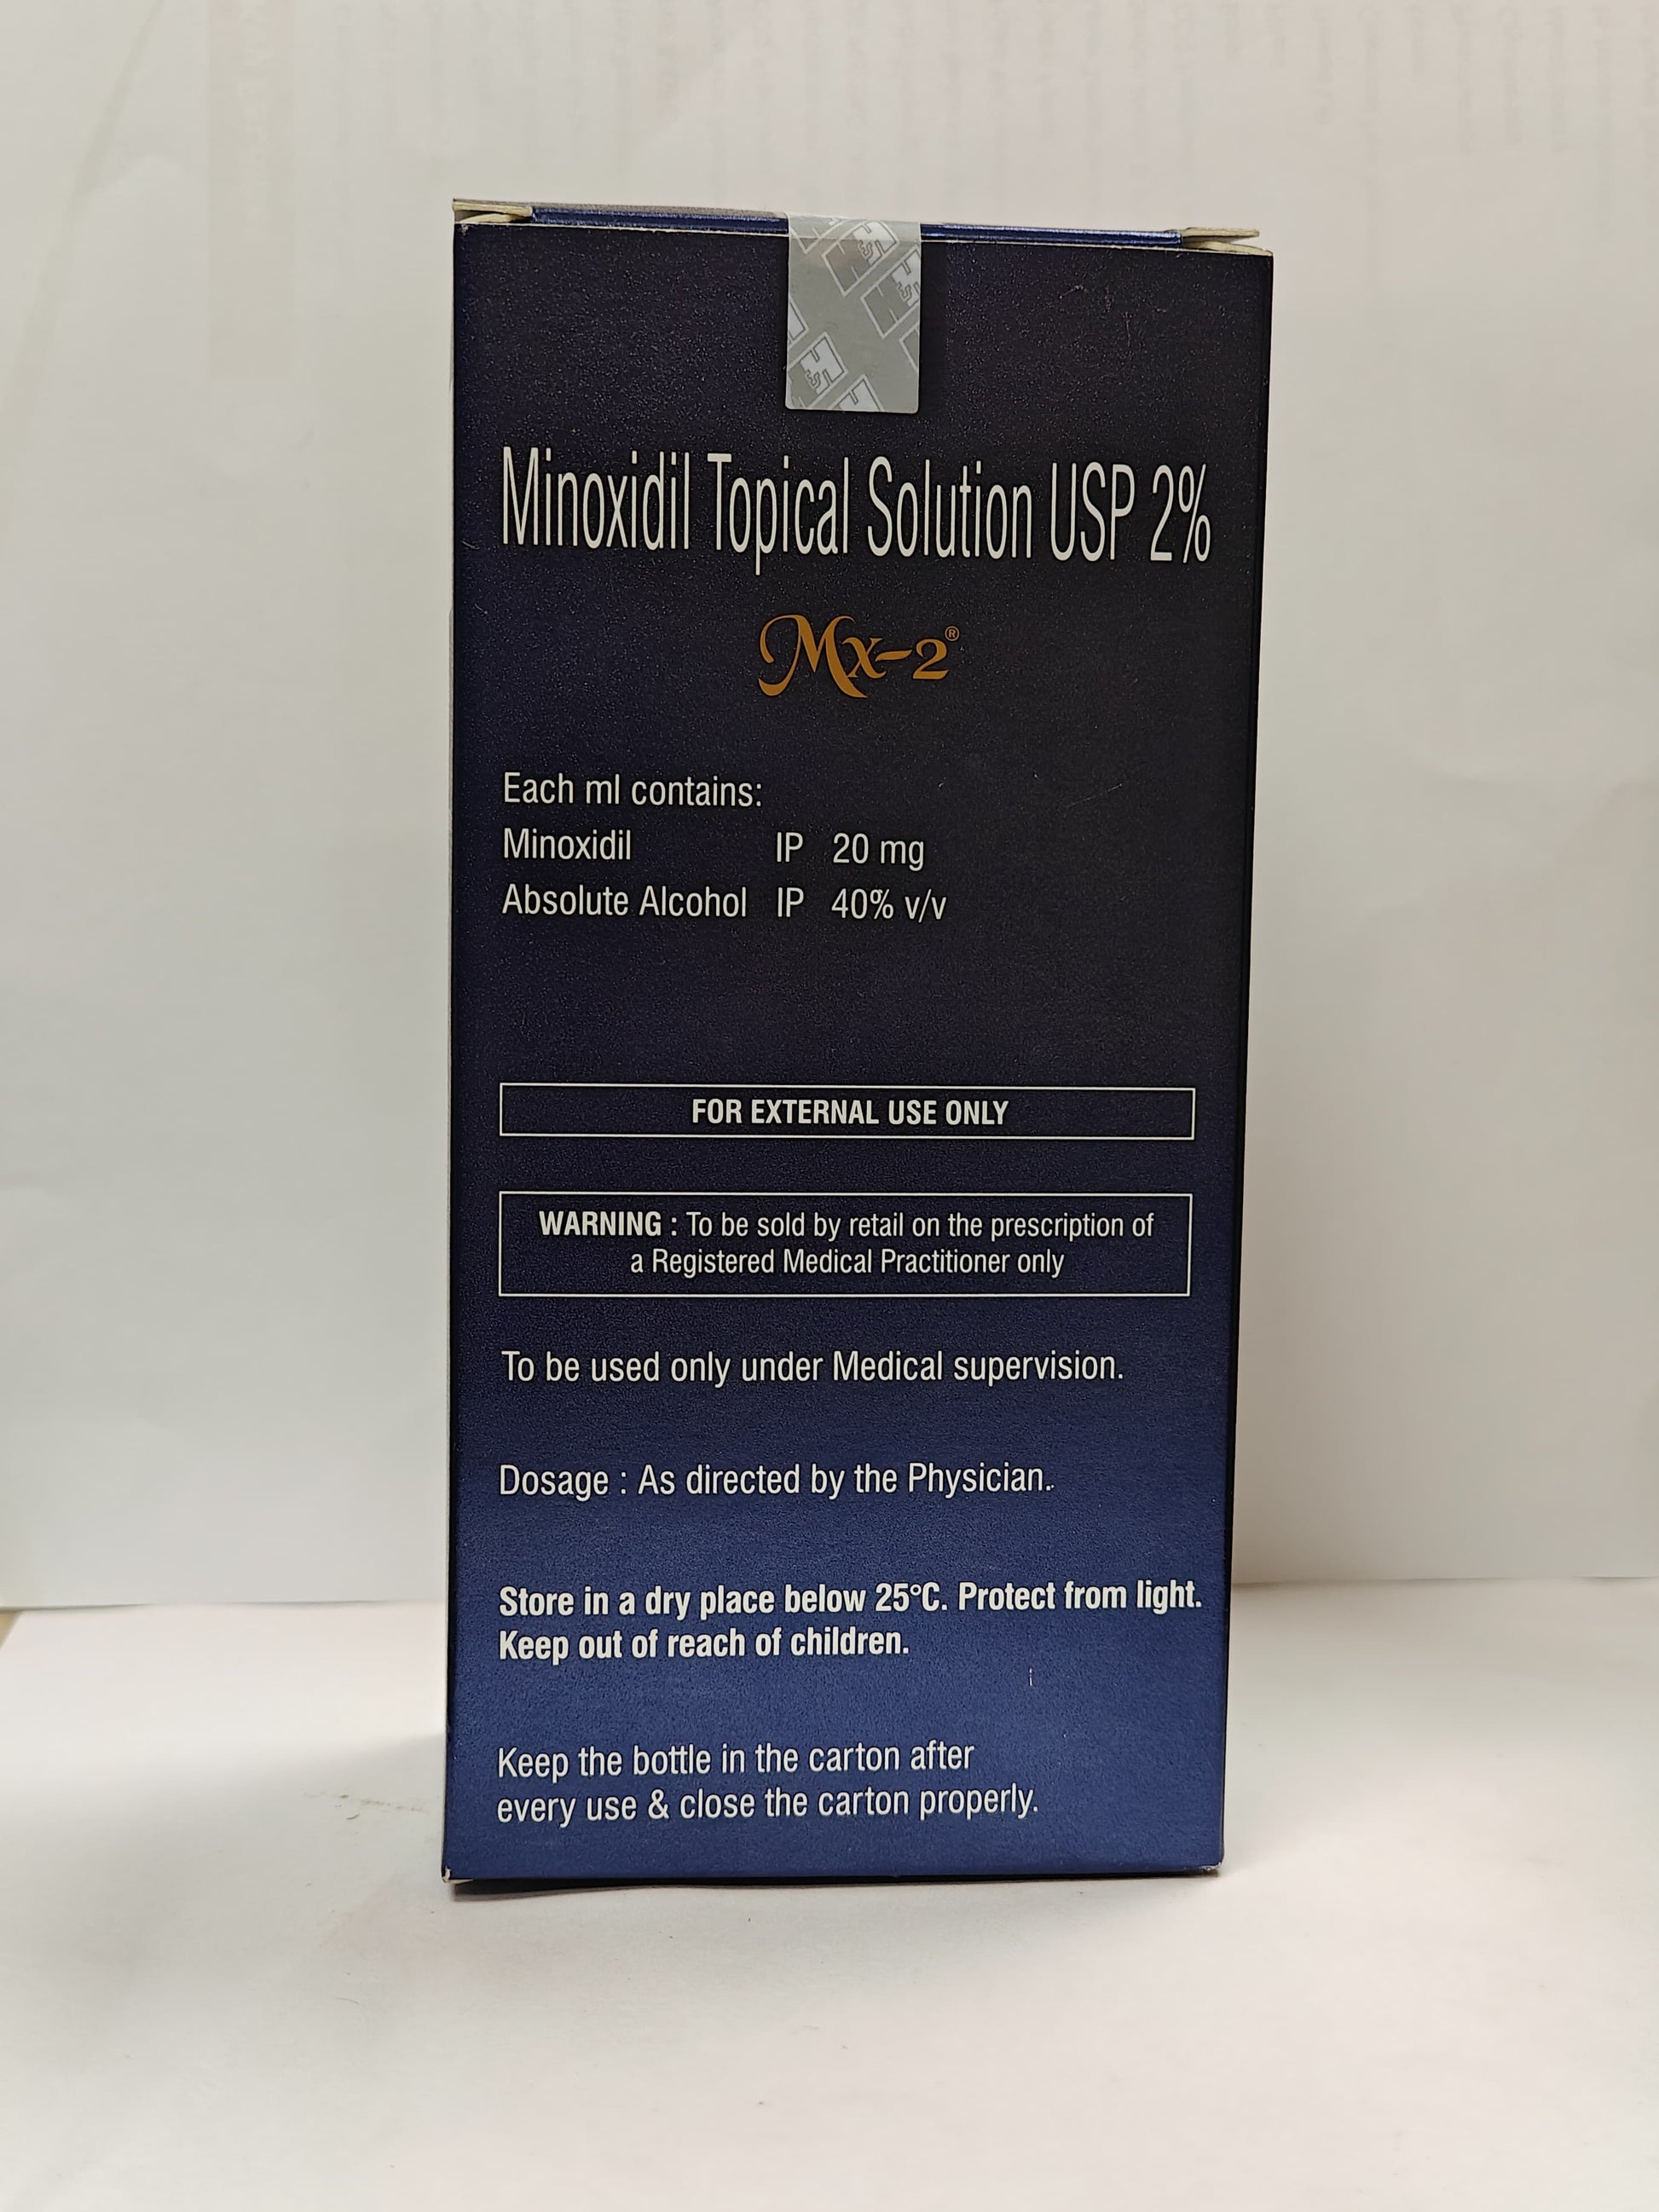 Minoxidil Topical Solution USP 2%
Mx-2®
Each ml contains:
Minoxidil IP 20 mg
Absolute Alcohol IP 40% v/v
FOR EXTERNAL USE ONLY
WARNING : To be sold by retail on the prescription of
a Registered Medical Practitioner only
To be used only under Medical supervision.
Dosage : As directed by the Physician.
Store in a dry place below 25°C. Protect from light.
Keep out of reach of children.
Keep the bottle in the carton after
every use & close the carton properly.